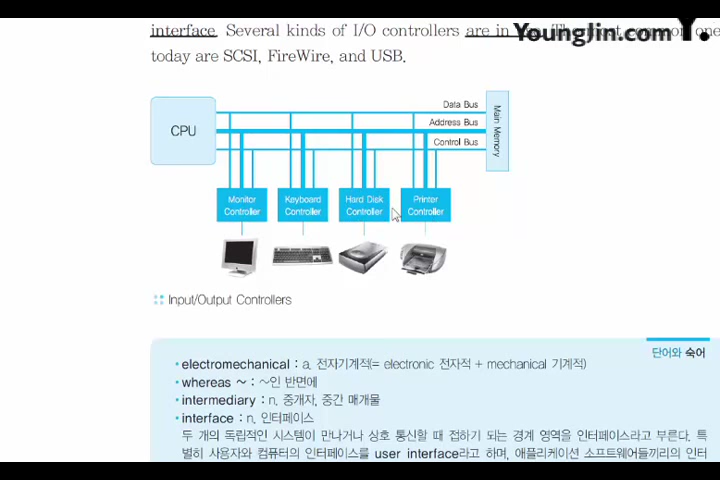 interface. Several kinds of I/O controllers are in
YoungJin.com Y.
today are SCSI, FireWire, and USB.
Data Bus
CPU
Address Bus
Main Memory
Control Bus
Monitor Controller
Keyboard Controller
Hard Disk Controller
Printer Controller
Input/Output Controllers
단어와 숙어
• electromechanical : a. 전자기계적(= electronic 전자적 + mechanical 기계적)
• whereas ~ : ~인 반면에
• intermediary : n. 중개자, 중간 매개물
• interface : n. 인터페이스
두 개의 독립적인 시스템이 만나거나 상호 통신할 때 접하기 되는 경계 영역을 인터페이스라고 부른다. 특
별히 사용자와 컴퓨터의 인터페이스를 user interface라고 하며, 애플리케이션 소프트웨어들끼리의 인터